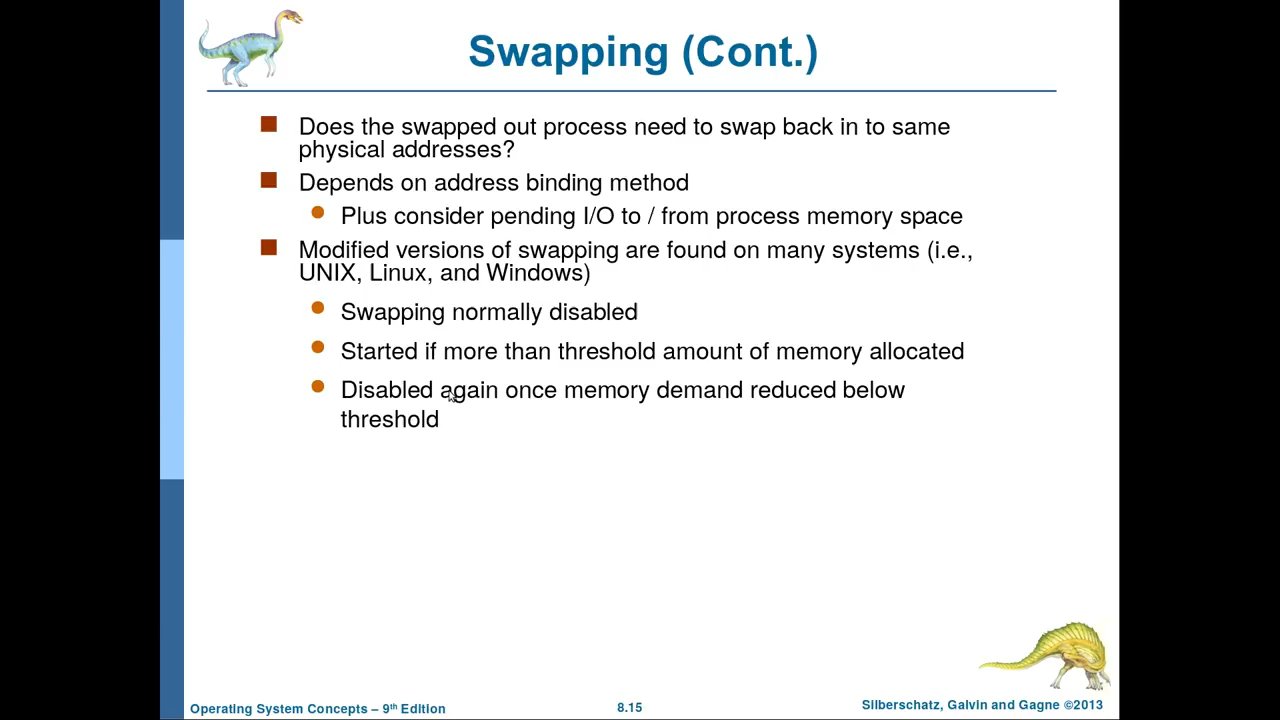 Swapping (Cont.)
Does the swapped out process need to swap back in to same
physical addresses?
Depends on address binding method
Plus consider pending I/O to / from process memory space
Modified versions of swapping are found on many systems (i.e.,
UNIX, Linux, and Windows)
Swapping normally disabled
Started if more than threshold amount of memory allocated
Disabled again once memory demand reduced below
threshold
Operating System Concepts – 9th Edition
8.15
Silberschatz, Galvin and Gagne ©2013